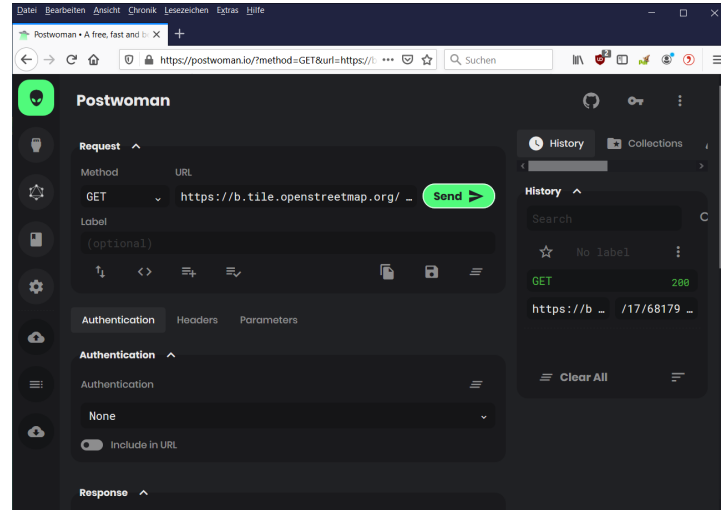 Datei Bearbeiten Ansicht Chronik Lesezeichen Extras Hilfe
Postwoman • A free, fast and b
https://postwoman.io/?method=GET&url=https://b
Suchen
2
Postwoman
Request
Method URL
GET https://b.tile.openstreetmap.org/ … Send
Label
(optional)
Authentication Headers Parameters
Authentication
Authentication
None
Include in URL
Response
History Collections
History
Search
No label
GET 200
https://b … /17/68179 …
Clear All